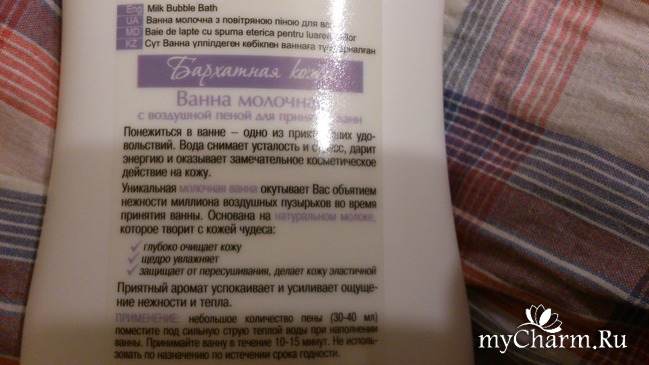 Eng Milk Bubble Bath
UA Ванна молочна з повітряною піною для ван
MD Baie de lapte cu spuma eterica pentru luarea
KZ Сүт Ванна үлпілдеген көбікпен ваннаға
Бархатная кожа
Ванна молочная
с воздушной пеной для принятия ванн
Понежиться в ванне – одно из приятнейших удо-
вольствий. Вода снимает усталость и стресс, дарит
энергию и оказывает замечательное косметическое
действие на кожу.
Уникальная молочная ванна окутывает Вас объятием
нежности миллиона воздушных пузырьков во время
принятия ванны. Основана на натуральном молоке,
которое творит с кожей чудеса:
✓ глубоко очищает кожу
✓ щедро увлажняет
✓ защищает от пересушивания, делает кожу эластичной
Приятный аромат успокаивает и усиливает ощуще-
ние нежности и тепла.
ПРИМЕНЕНИЕ: небольшое количество пены (30-40 мл)
поместите под сильную струю теплой воды при наполнении
ванны. Принимайте ванну в течение 10-15 минут. Не исполь-
зовать по назначению по истечении срока годности.
myCharm.Ru